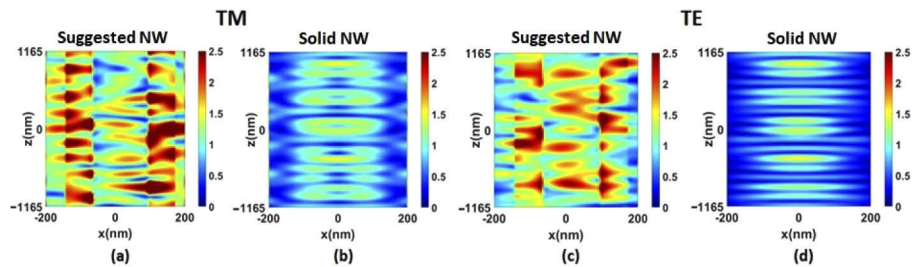 TM
TE
Suggested NW
Solid NW
Suggested NW
Solid NW
1165
0
−1165
z(nm)
-200
0
200
x(nm)
2.5
2
1.5
1
0.5
0
(a)
1165
0
−1165
z(nm)
-200
0
200
x(nm)
2.5
2
1.5
1
0.5
0
(b)
1165
0
−1165
z(nm)
-200
0
200
x(nm)
2.5
2
1.5
1
0.5
0
(c)
1165
0
−1165
z(nm)
-200
0
200
x(nm)
2.5
2
1.5
1
0.5
0
(d)